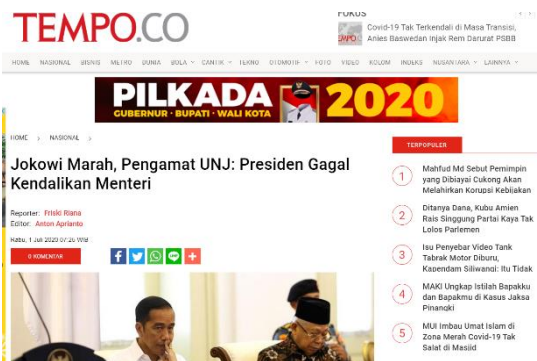 TEMPO.CO
FOKUS
Covid-19 Tak Terkendali di Masa Transisi,
Anies Baswedan Injak Rem Darurat PSBB
HOME NASIONAL BISNIS METRO DUNIA BOLA CANTIK TEKNO OTOMOTIF FOTO VIDEO KOLOM INDEKS NUSANTARA LAINNYA
PILKADA 2020
GUBERNUR · BUPATI · WALI KOTA
HOME > NASIONAL >
Jokowi Marah, Pengamat UNJ: Presiden Gagal
Kendalikan Menteri
Reporter: Friski Riana
Editor: Anton Aprianto
Rabu, 1 Juli 2020 07:25 WIB
0 KOMENTAR
TERPOPULER
1 Mahfud Md Sebut Pemimpin
yang Dibiayai Cukong Akan
Melahirkan Korupsi Kebijakan
2 Ditanya Dana, Kubu Amien
Rais Singgung Partai Kaya Tak
Lolos Parlemen
3 Isu Penyebar Video Tank
Tabrak Motor Diburu,
Kapendam Siliwangi: Itu Tidak
4 MAKI Ungkap Istilah Bapakku
dan Bapakmu di Kasus Jaksa
Pinangki
5 MUI Imbau Umat Islam di
Zona Merah Covid-19 Tak
Salat di Masjid